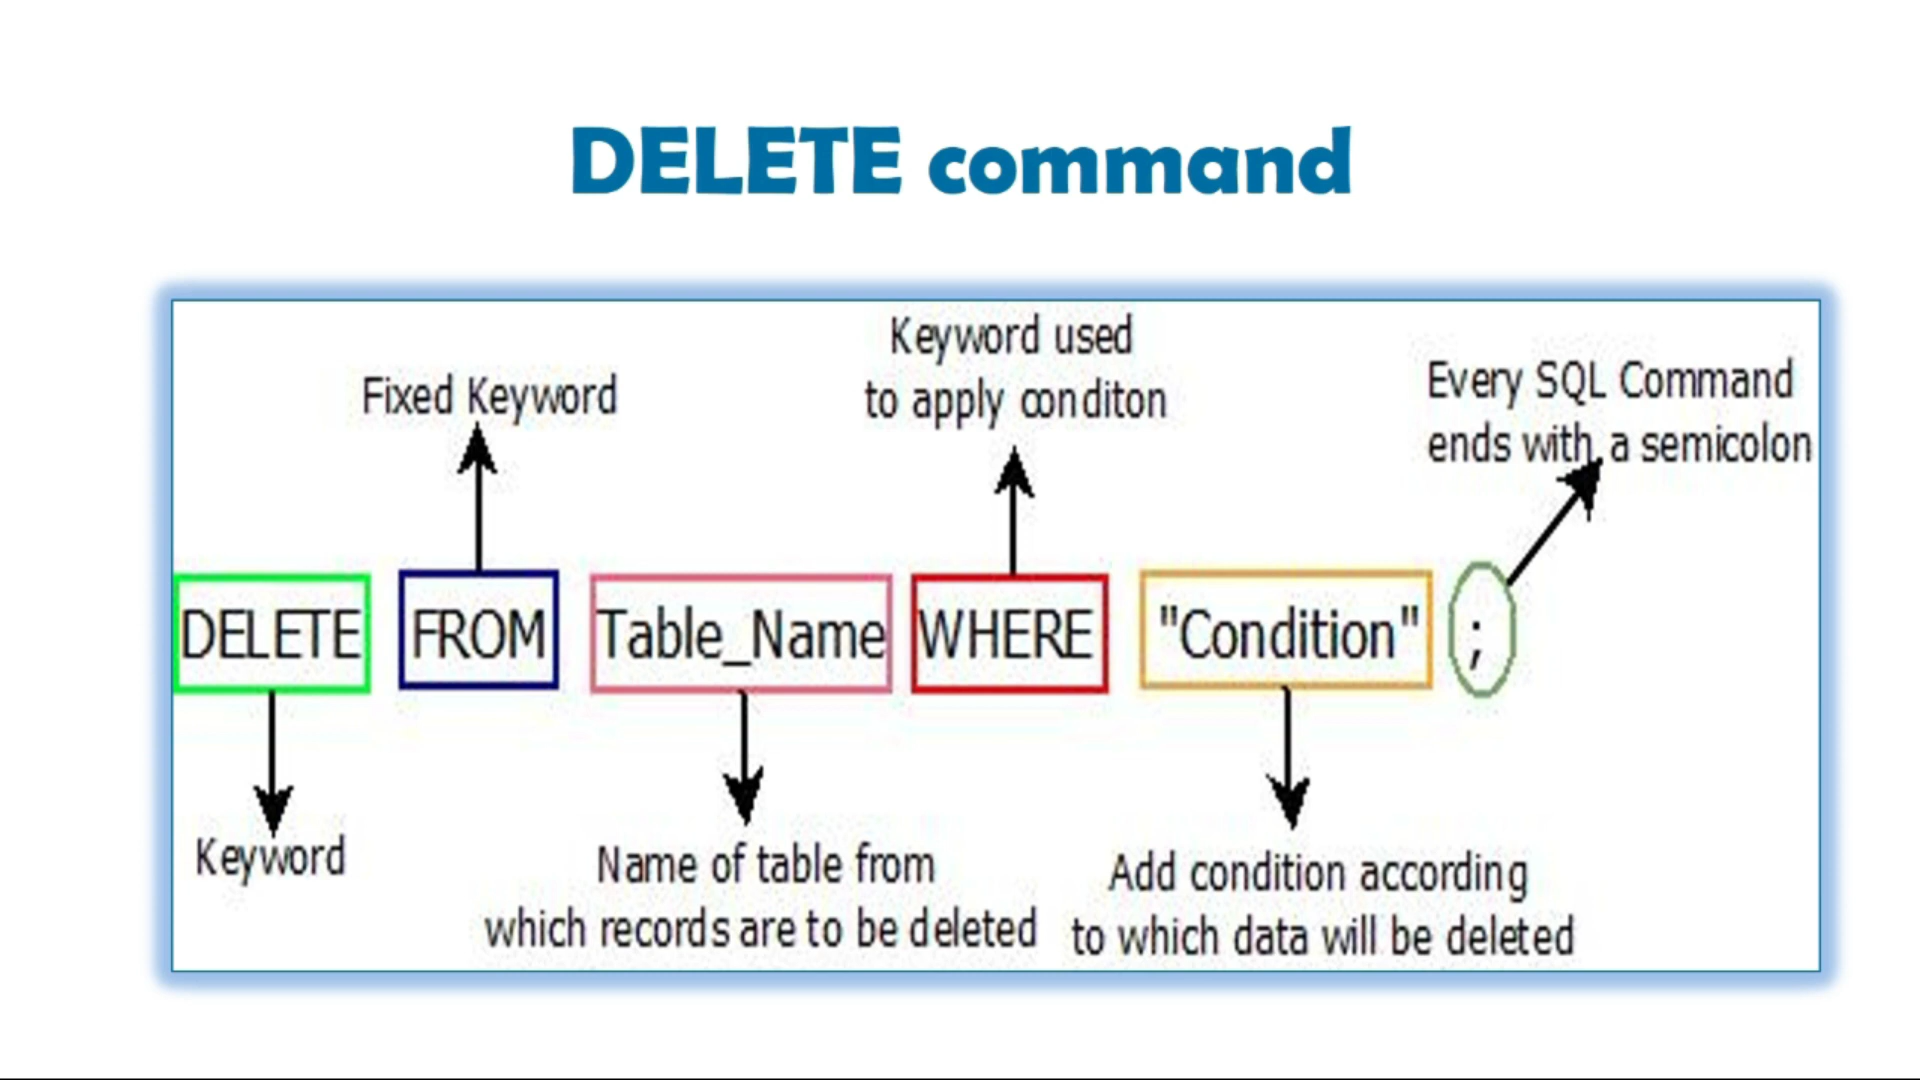 DELETE command
Keyword used
to apply conditon
Fixed Keyword
Every SQL Command
ends with a semicolon
DELETE FROM Table_Name WHERE "Condition" ;
Keyword
Name of table from
which records are to be deleted
Add condition according
to which data will be deleted